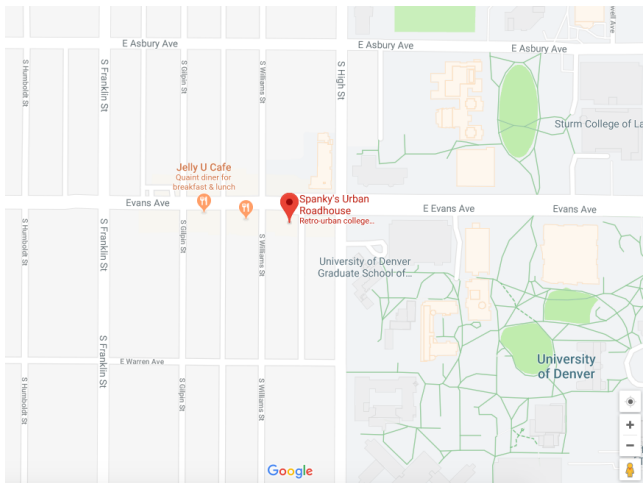 E Asbury Ave
E Asbury Ave
E Asbury Ave
S Humboldt St
S Franklin St
S Gilpin St
S Williams St
S High St
Sturm College of La
Jelly U Cafe
Quaint diner for
breakfast & lunch
Spanky's Urban
Roadhouse
Retro-urban college...
Evans Ave
E Evans Ave
Evans Ave
S Humboldt St
S Franklin St
S Gilpin St
S Williams St
University of Denver
Graduate School of...
S Franklin St
E Warren Ave
University
of Denver
S Humboldt St
S Gilpin St
S Williams St
Google
+
−